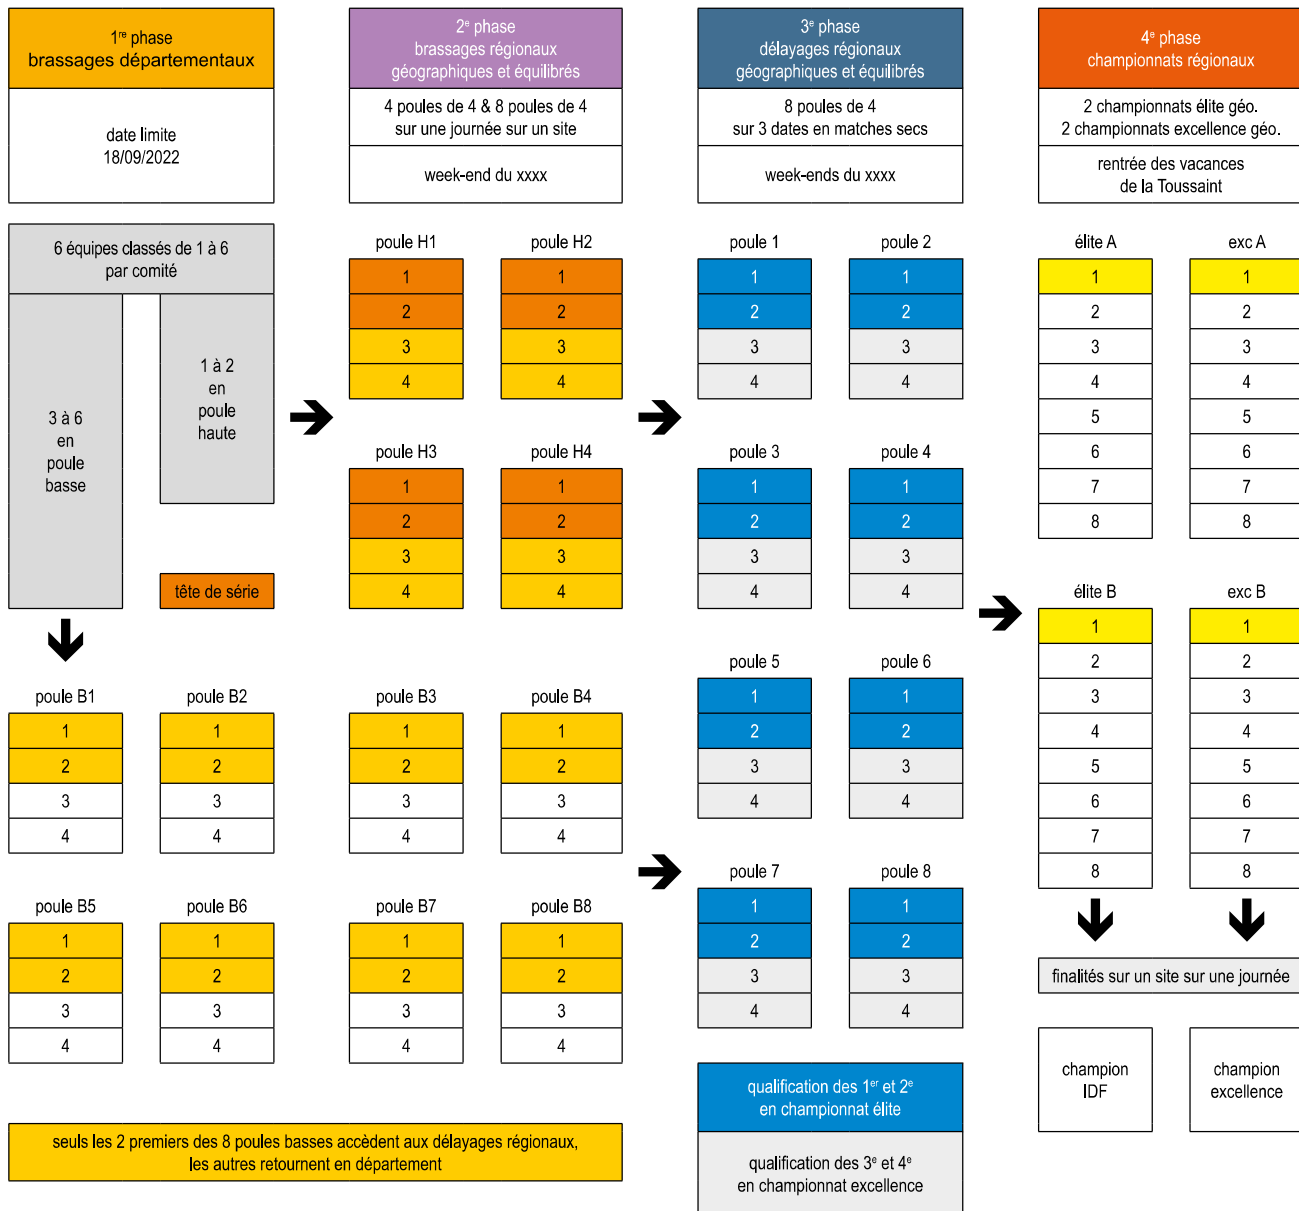 1re phase
brassages départementaux
date limite
18/09/2022
2e phase
brassages régionaux
géographiques et équilibrés
4 poules de 4 & 8 poules de 4
sur une journée sur un site
week-end du xxxx
3e phase
délayages régionaux
géographiques et équilibrés
8 poules de 4
sur 3 dates en matches secs
week-ends du xxxx
4e phase
championnats régionaux
2 championnats élite géo.
2 championnats excellence géo.
rentrée des vacances
de la Toussaint
6 équipes classés de 1 à 6
par comité
3 à 6
en
poule
basse
1 à 2
en
poule
haute
tête de série
poule H1
1
2
3
4
poule H2
1
2
3
4
poule H3
1
2
3
4
poule H4
1
2
3
4
poule B1
1
2
3
4
poule B2
1
2
3
4
poule B3
1
2
3
4
poule B4
1
2
3
4
poule B5
1
2
3
4
poule B6
1
2
3
4
poule B7
1
2
3
4
poule B8
1
2
3
4
seuls les 2 premiers des 8 poules basses accèdent aux délayages régionaux,
les autres retournent en département
poule 1
1
2
3
4
poule 2
1
2
3
4
poule 3
1
2
3
4
poule 4
1
2
3
4
poule 5
1
2
3
4
poule 6
1
2
3
4
poule 7
1
2
3
4
poule 8
1
2
3
4
qualification des 1er et 2e
en championnat élite
qualification des 3e et 4e
en championnat excellence
élite A
1
2
3
4
5
6
7
8
exc A
1
2
3
4
5
6
7
8
élite B
1
2
3
4
5
6
7
8
exc B
1
2
3
4
5
6
7
8
finalités sur un site sur une journée
champion
IDF
champion
excellence